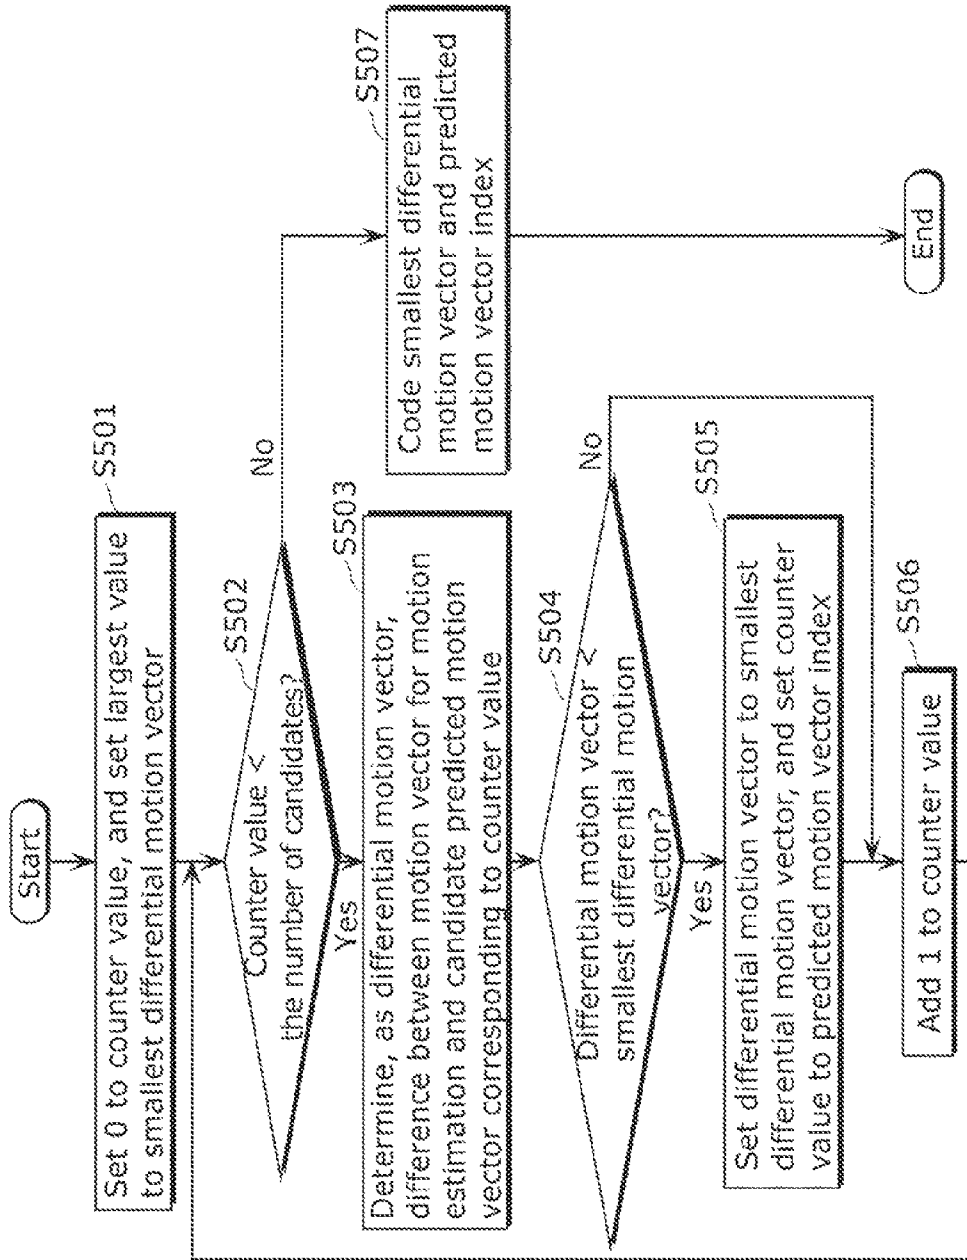 Start
Set 0 to counter value, and set largest value
to smallest differential motion vector
S501
Counter value <
the number of candidates?
S502
No
Yes
Determine, as differential motion vector,
difference between motion vector for motion
estimation and candidate predicted motion
vector corresponding to counter value
S503
Differential motion vector <
smallest differential motion
vector?
S504
No
Yes
Set differential motion vector to smallest
differential motion vector, and set counter
value to predicted motion vector index
S505
Add 1 to counter value
S506
Code smallest differential
motion vector and predicted
motion vector index
S507
End